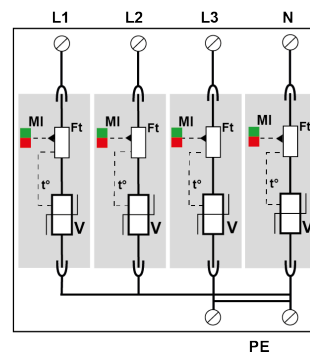 L1 L2 L3 N
MI Ft MI Ft MI Ft MI Ft
t° t° t° t°
V V V V
PE